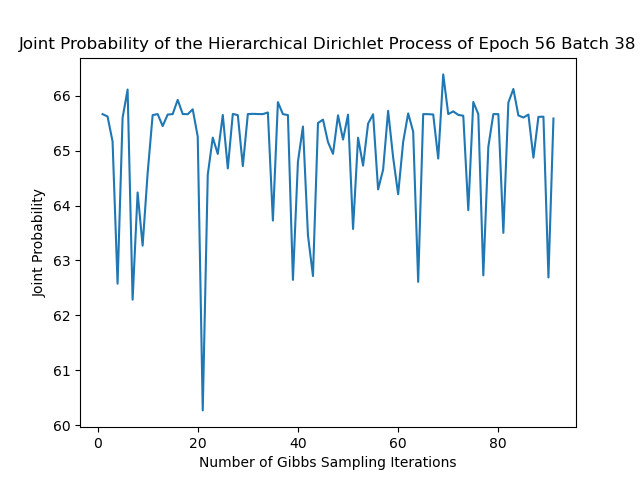 Joint Probability of the Hierarchical Dirichlet Process of Epoch 56 Batch 38
66
65
64
63
62
61
60
Joint Probability
0 20 40 60 80
Number of Gibbs Sampling Iterations